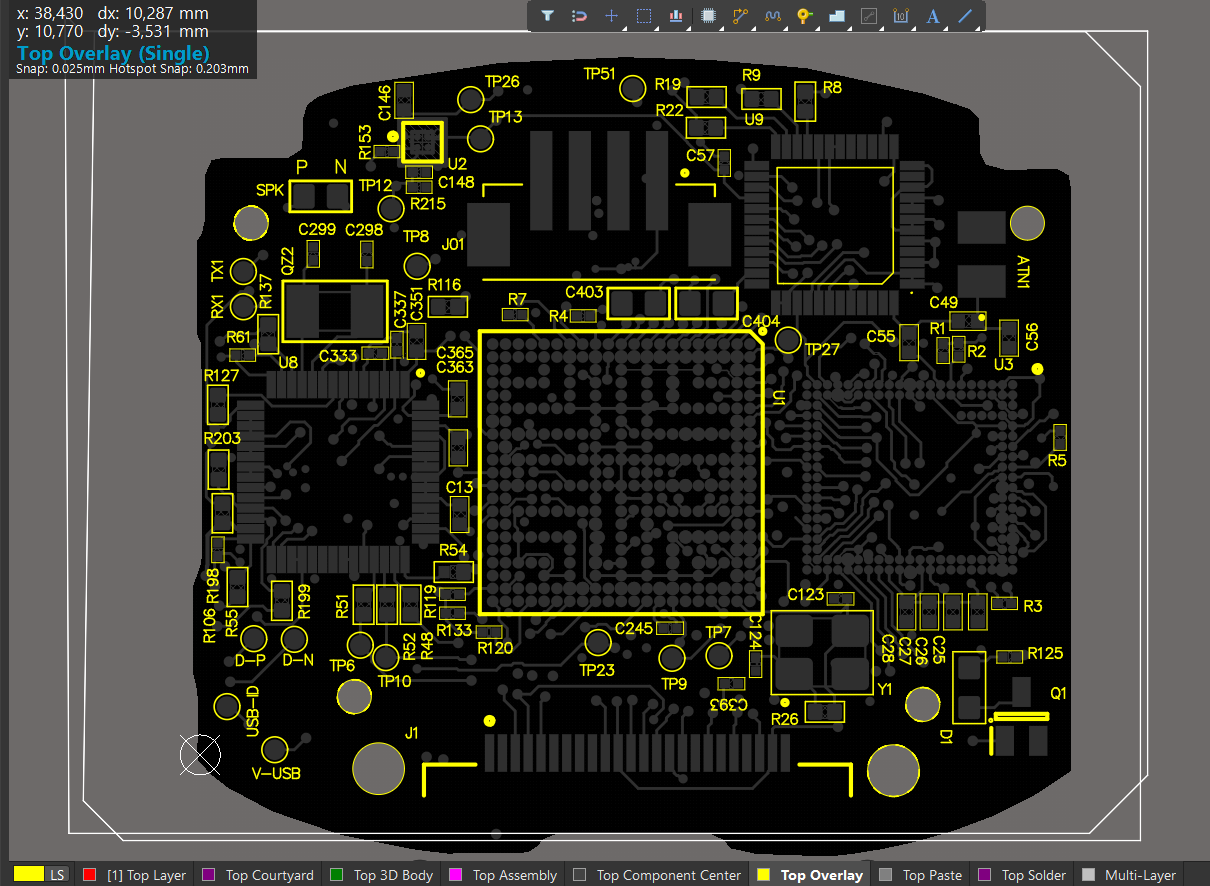 x: 38,430 dx: 10,287 mm
y: 10,770 dy: -3,531 mm
Top Overlay (Single)
Snap: 0.025mm Hotspot Snap: 0.203mm
TP26
TP51
R19
R9
R8
C146
R22
TP13
U9
R153
U2
C57
P N
C148
SPK
TP12
R215
C299
C298
TP8
J01
QZ2
TX1
ATN1
R137
R116
C403
RX1
C337
C351
R7
R4
C49
C404
R61
C55
R1
C56
C333
C365
TP27
R2
U8
C363
U3
R127
U1
R203
R5
C13
R54
R198
R199
R51
R119
C123
R3
R106
R55
R133
C245
TP7
C124
R52
R48
R120
C28
C27
C26
C25
D-P
D-N
TP6
TP23
R125
TP10
TP9
Y1
Q1
USB-ID
C393
R26
J1
D1
V-USB
LS
[1] Top Layer
Top Courtyard
Top 3D Body
Top Assembly
Top Component Center
Top Overlay
Top Paste
Top Solder
Multi-Layer